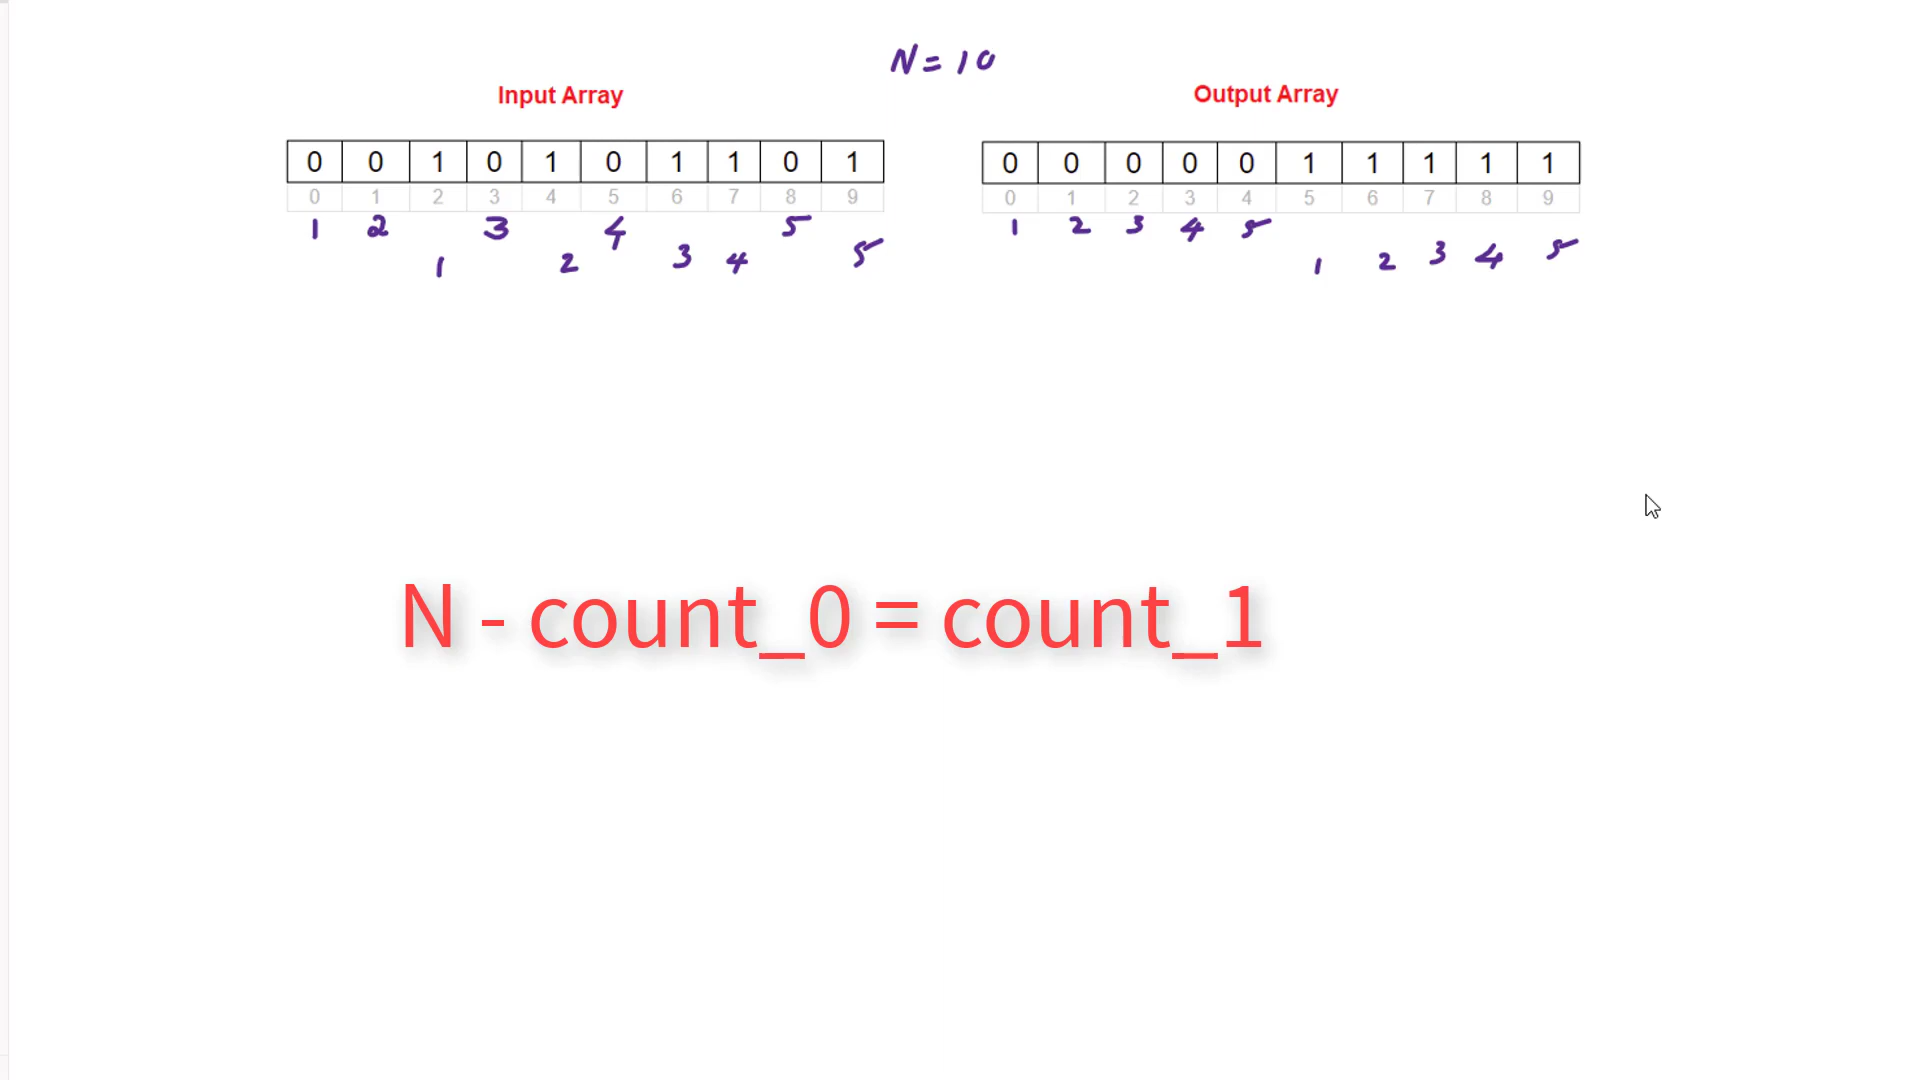 N = 10
Input Array
Output Array
0 0 1 0 1 0 1 1 0 1
0 0 0 0 0 1 1 1 1 1
0 1 2 3 4 5 6 7 8 9
0 1 2 3 4 5 6 7 8 9
1 2 3 4 5
1 2 3 4 5
1 2 3 4 5
1 2 3 4 5
N - count_0 = count_1